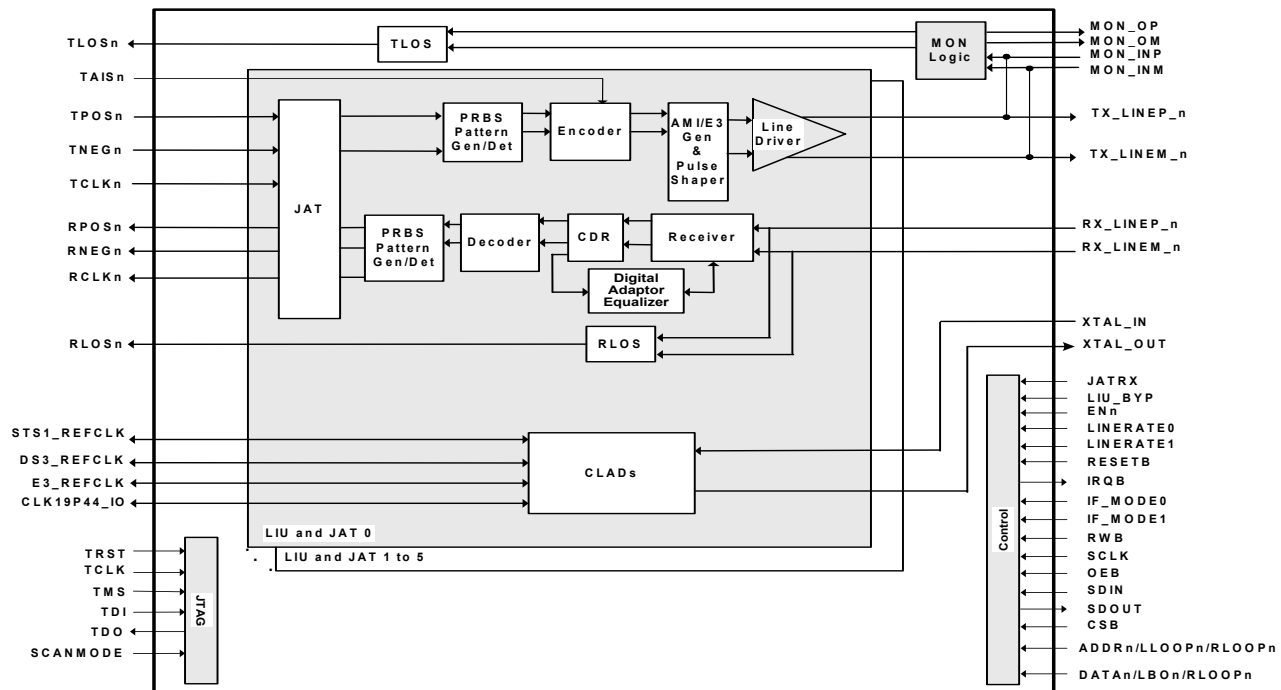 TLOSn
TAISn
TPOSn
TNEGn
TCLKn
RPOSn
RNEGn
RCLKn
RLOSn
STS1_REFCLK
DS3_REFCLK
E3_REFCLK
CLK19P44_IO
TRST
TCLK
TMS
TDI
TDO
SCANMODE
JTAG
TLOS
MON
Logic
JAT
PRBS
Pattern
Gen/Det
Encoder
AMI/E3
Gen
&
Pulse
Shaper
Line
Driver
PRBS
Pattern
Gen/Det
Decoder
CDR
Receiver
Digital
Adaptor
Equalizer
RLOS
CLADs
LIU and JAT 0
LIU and JAT 1 to 5
MON_OP
MON_OM
MON_INP
MON_INM
TX_LINEP_n
TX_LINEM_n
RX_LINEP_n
RX_LINEM_n
XTAL_IN
XTAL_OUT
Control
JATRX
LIU_BYP
ENn
LINERATE0
LINERATE1
RESETB
IRQB
IF_MODE0
IF_MODE1
RWB
SCLK
OEB
SDIN
SDOUT
CSB
ADDRn/LLOOPn/RLOOPn
DATAn/LBOn/RLOOPn